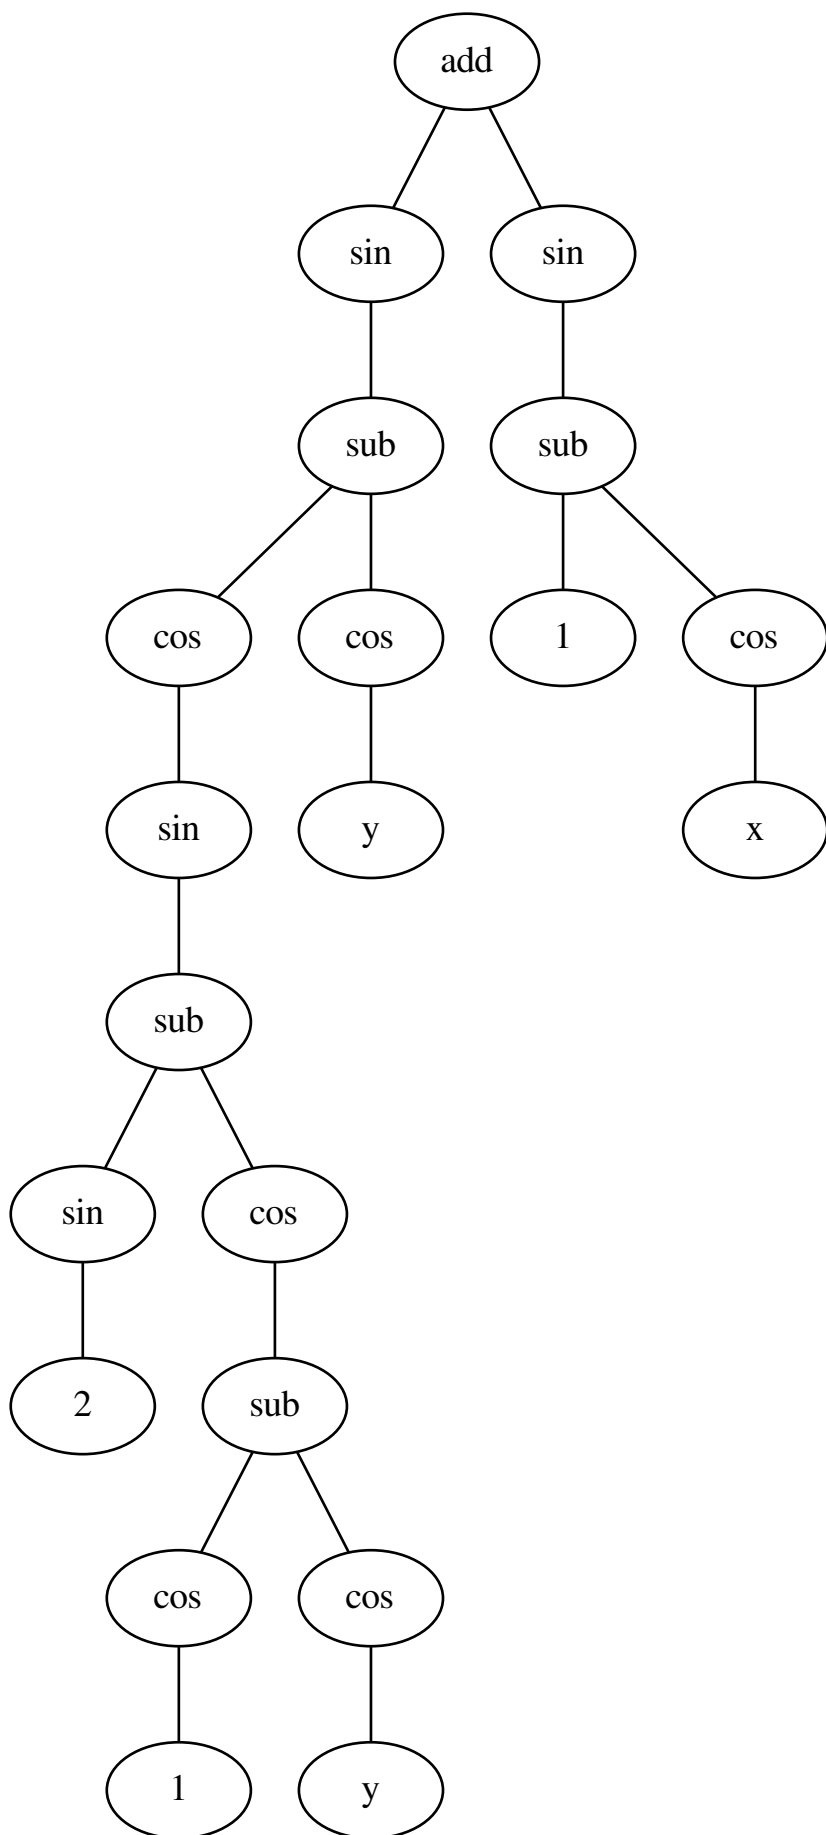 add
sin sin
sub sub
cos cos 1 cos
sin y x
sub
sin cos
2 sub
cos cos
1 y